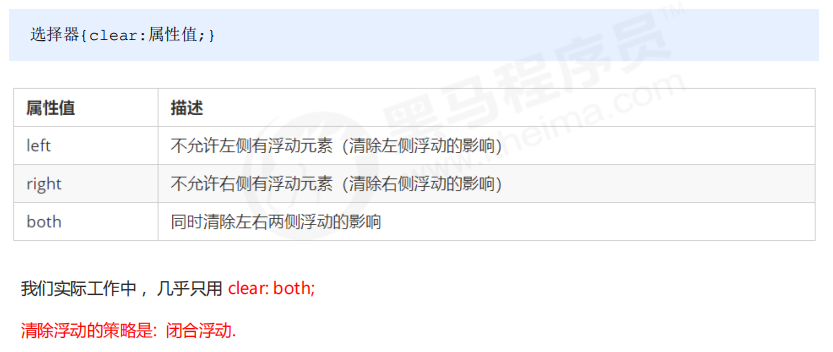 选择器{clear:属性值;}
属性值 描述
left 不允许左侧有浮动元素（清除左侧浮动的影响）
right 不允许右侧有浮动元素（清除右侧浮动的影响）
both 同时清除左右两侧浮动的影响
我们实际工作中， 几乎只用 clear: both;
清除浮动的策略是: 闭合浮动.
黑马程序员™
www.itheima.com